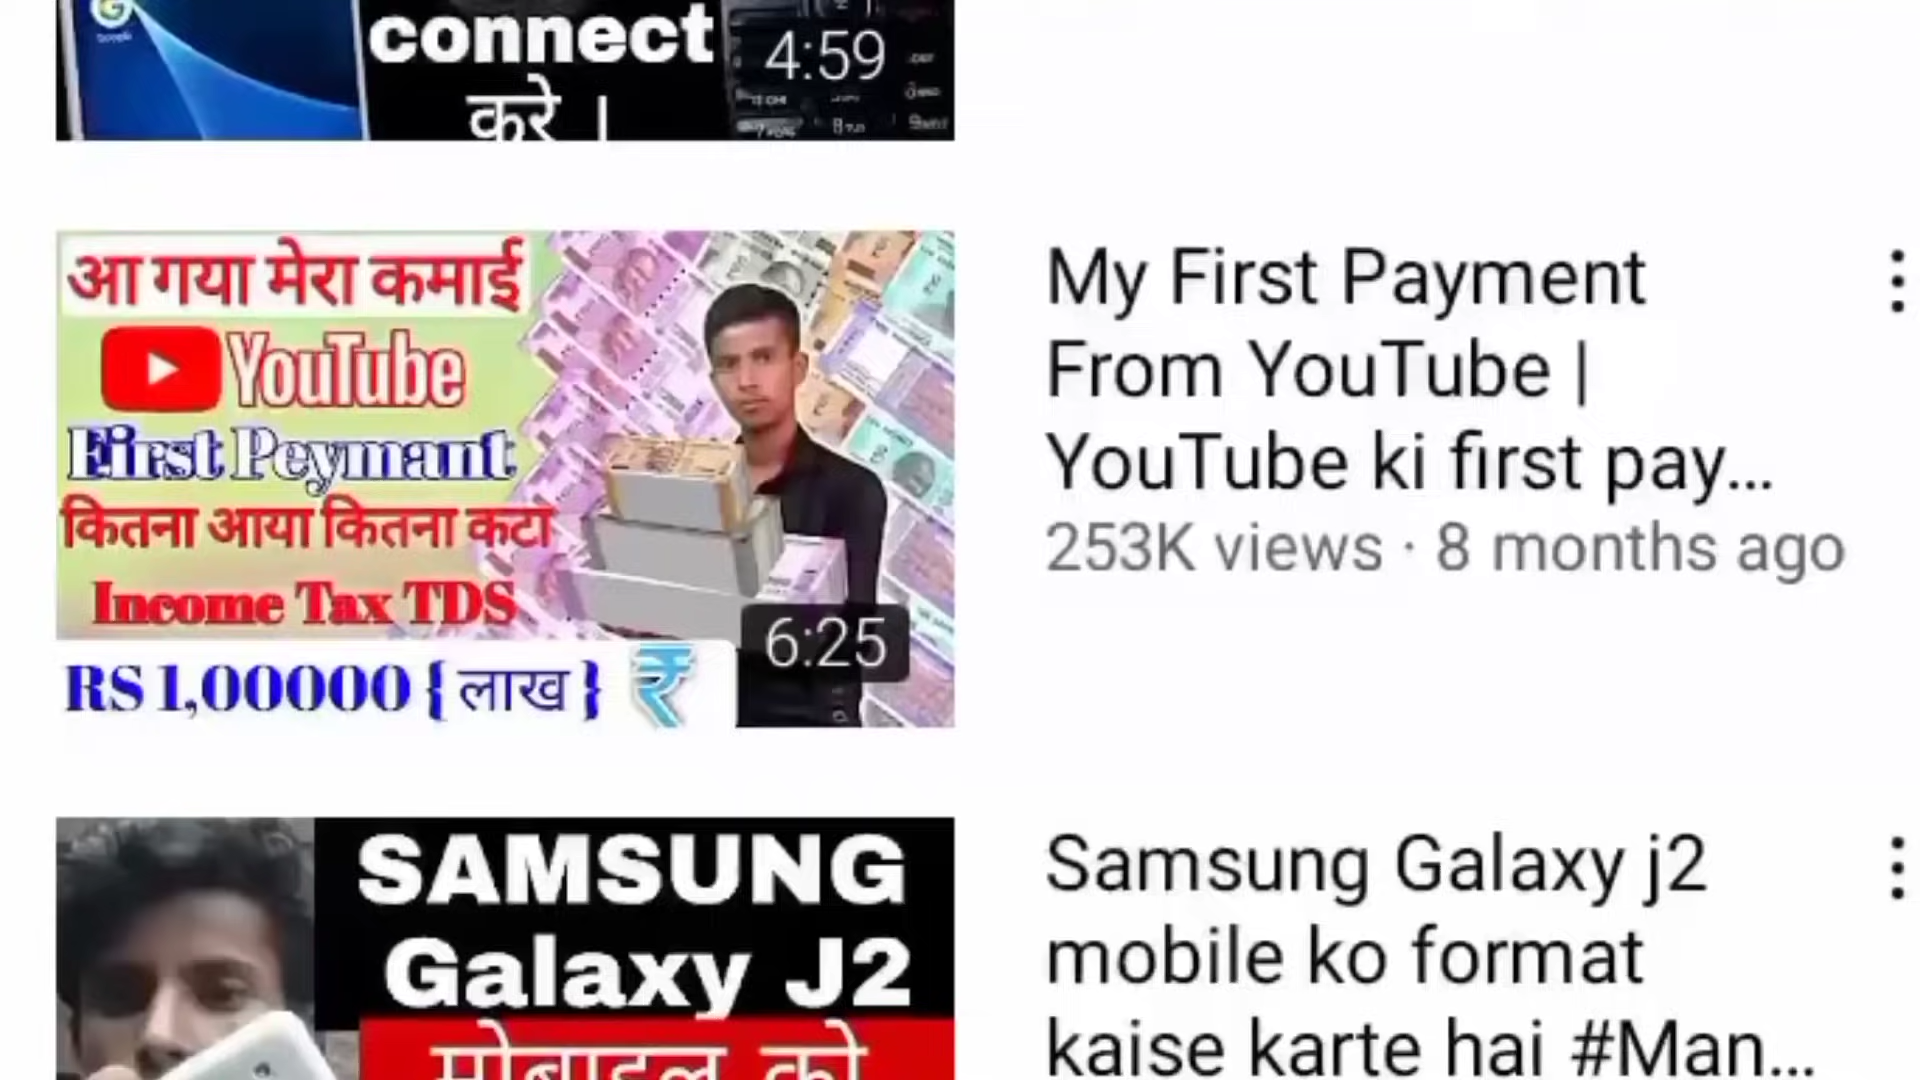 connect
4:59
करे ।
आ गया मेरा कमाई
YouTube
First Peymant
कितना आया कितना कटा
Income Tax TDS
6:25
RS 1,00000 { लाख } ₹
My First Payment
From YouTube |
YouTube ki first pay...
253K views · 8 months ago
SAMSUNG
Galaxy J2
मोबाइल को
Samsung Galaxy j2
mobile ko format
kaise karte hai #Man...